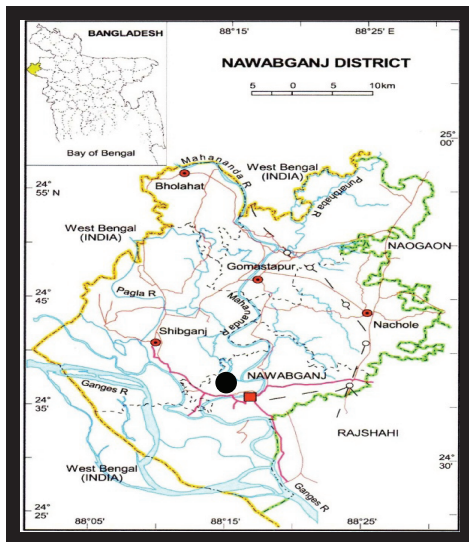 88°15'
88°25' E
BANGLADESH
Bay of Bengal
NAWABGANJ DISTRICT
5 0 5 10km
25°
00'
Mahananda R
West Bengal
(INDIA)
Bholahat
24°
55' N
Punarbhaba R
West Bengal
(INDIA)
NAOGAON
Gomastapur
24°
45'
Pagla R
Mahananda R
Nachole
Shibganj
NAWABGANJ
Ganges R
24°
35'
RAJSHAHI
24°
30'
West Bengal
(INDIA)
Ganges R
24°
25'
88°05' 88°15' 88°25'